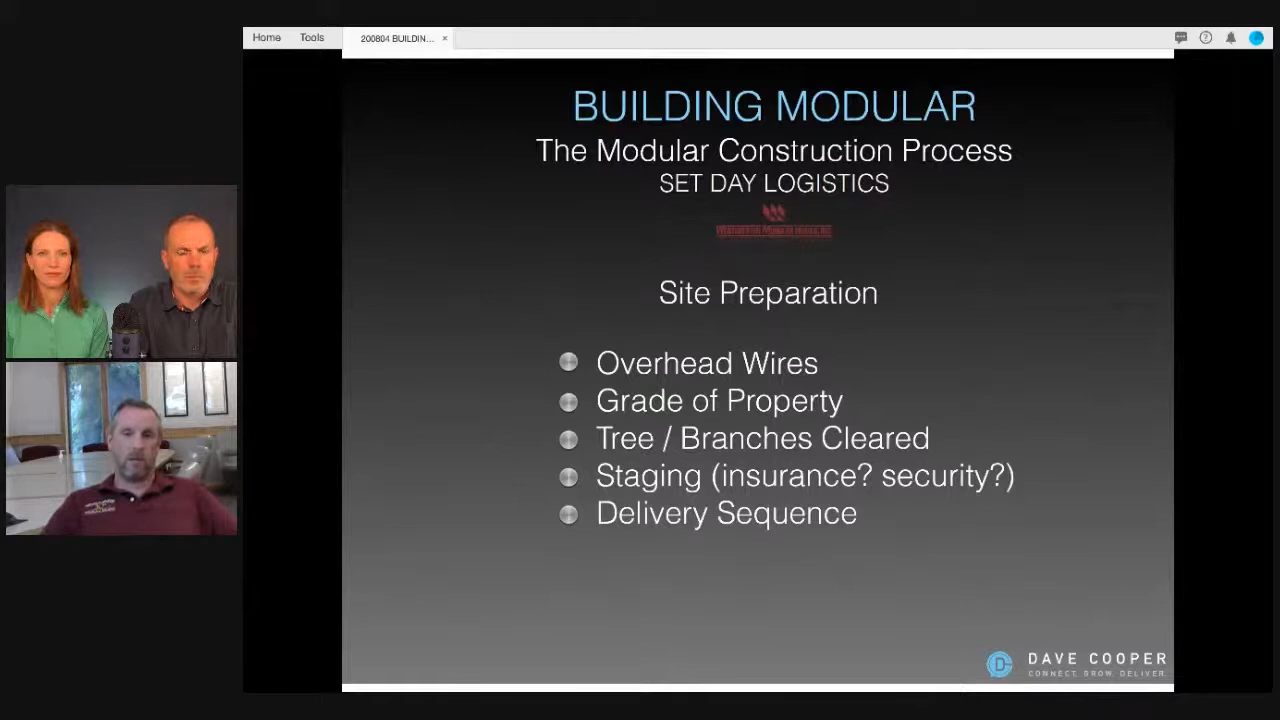 Home Tools 200804 BUILDIN... ×
BUILDING MODULAR
The Modular Construction Process
SET DAY LOGISTICS
Site Preparation
Overhead Wires
Grade of Property
Tree / Branches Cleared
Staging (insurance? security?)
Delivery Sequence
DAVE COOPER
CONNECT. GROW. DELIVER.